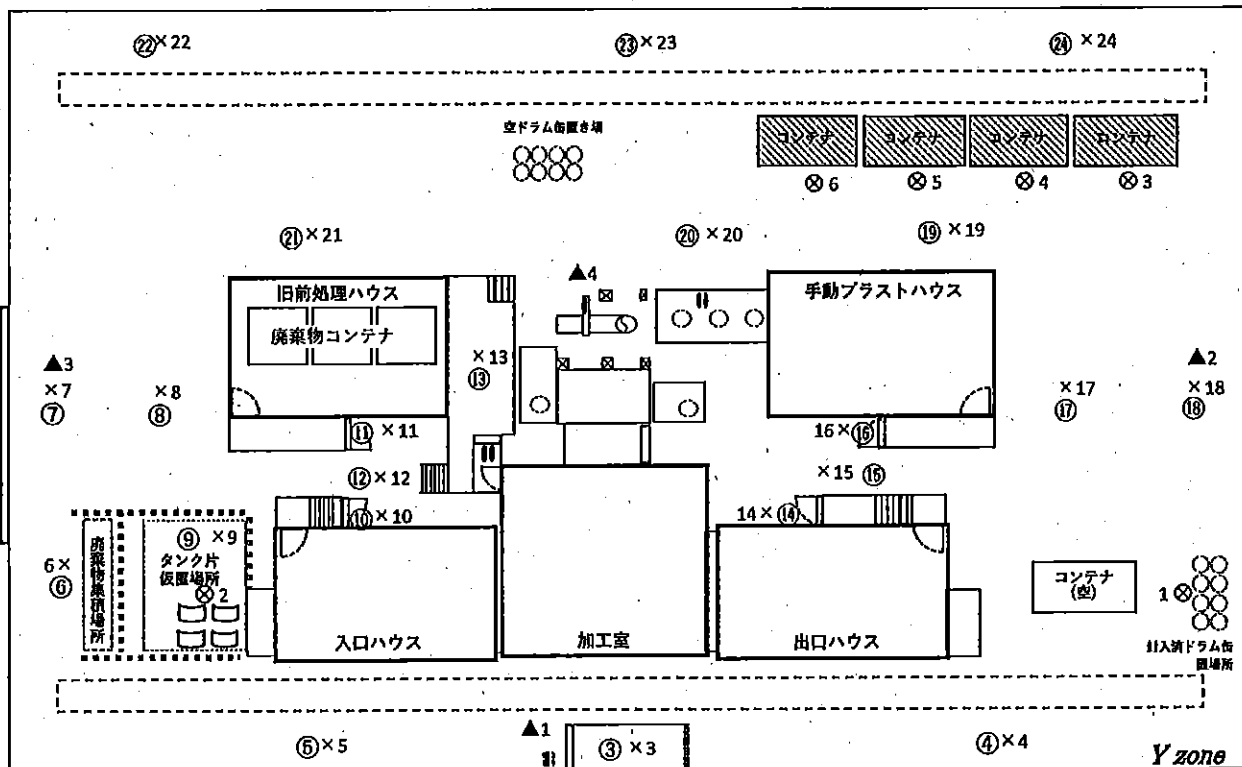 ㉒×22
㉓×23
㉔×24
空ドラム缶置き場
コンテナ
コンテナ
コンテナ
コンテナ
⊗6
⊗5
⊗4
⊗3
㉑×21
⑳×20
⑲×19
▲4
旧前処理ハウス
廃棄物コンテナ
手動ブラストハウス
▲3
×7
⑦
×8
⑧
×13
⑬
×17
⑰
▲2
×18
⑱
⑪×11
16×⑯
⑫×12
×15 ⑮
⑩×10
14×⑭
6×
⑥
廃棄物集積場所
⑨ ×9
タンク片
仮置場所
⊗2
コンテナ
(空)
1⊗
入口ハウス
加工室
出口ハウス
封入済ドラム缶
置場所
▲1
⑤×5
③×3
④×4
Y zone